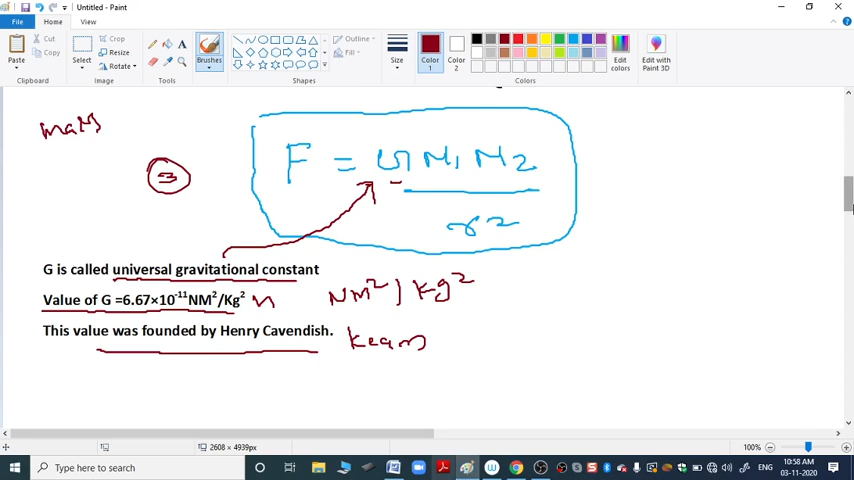 Untitled - Paint
File Home View
Paste
Cut
Copy
Clipboard
Select
Crop
Resize
Rotate
Image
A
Tools
Brushes
Shapes
Outline
Fill
Size
Color 1
Color 2
Edit colors
Edit with Paint 3D
Colors
mass
3
F = G M1 M2
r2
G is called universal gravitational constant
Value of G =6.67×10-11NM2/Kg2
Nm2 / kg2
This value was founded by Henry Cavendish.
2608 × 4939px
100%
Type here to search
ENG
10:58 AM
03-11-2020